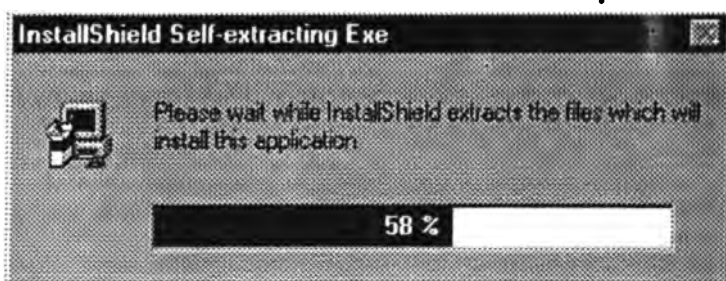 InstallShield Self-extracting Exe
Please wait while InstallShield extracts the files which will
install this application
58 %